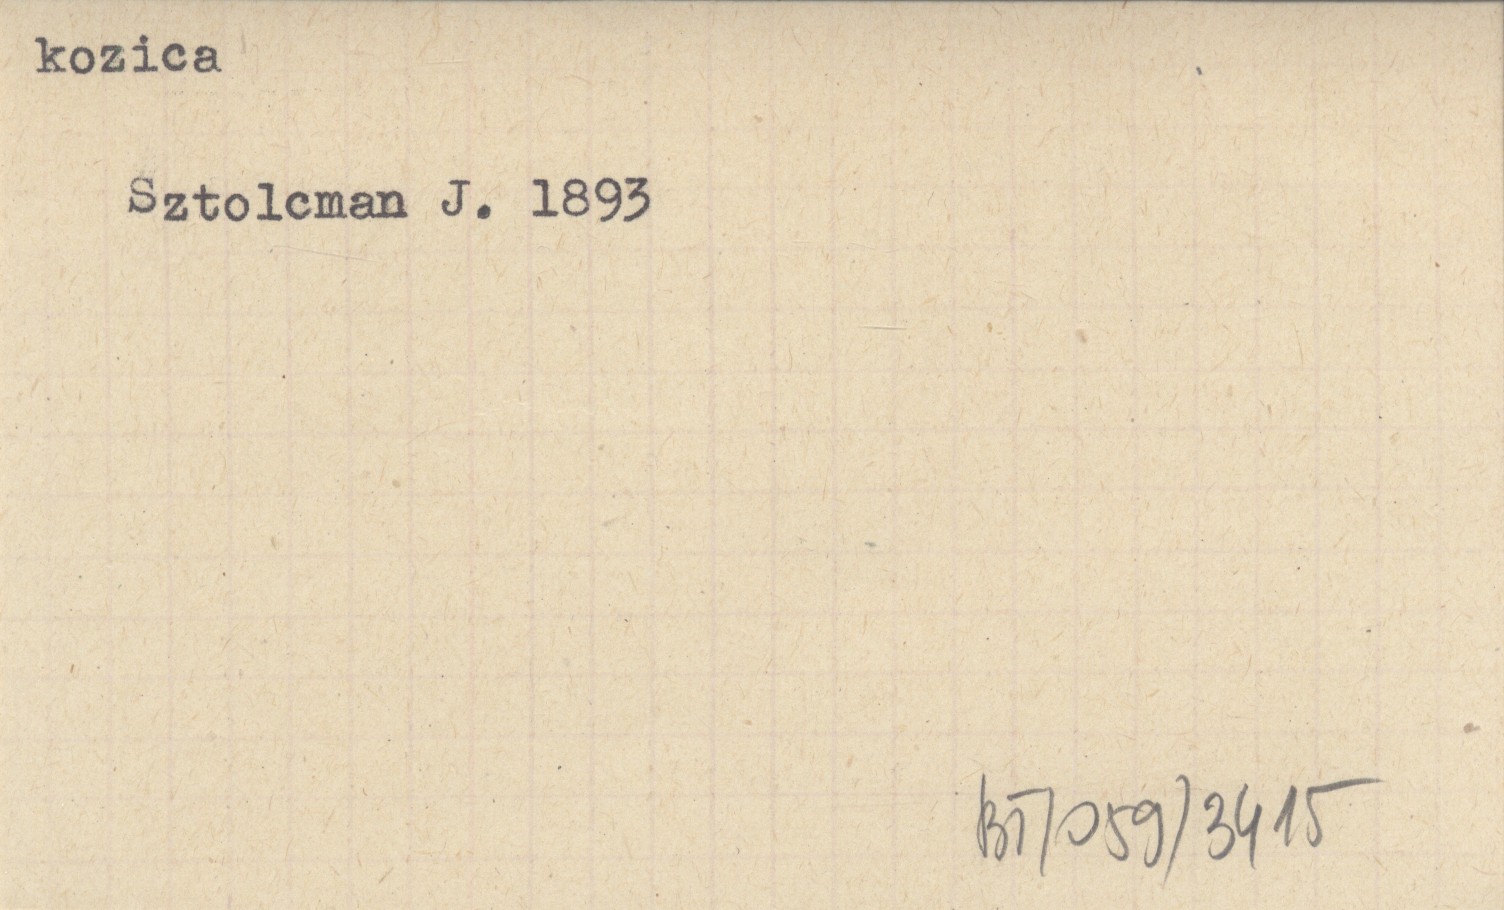 kozica
Sztolcman J. 1893
BT/059/3415